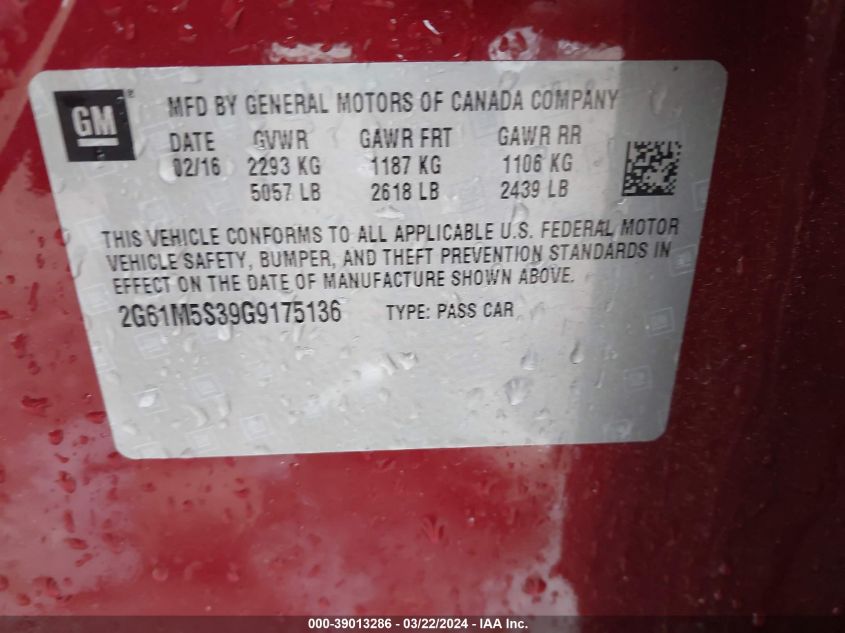 GM®
MFD BY GENERAL MOTORS OF CANADA COMPANY
DATE GVWR GAWR FRT GAWR RR
02/16 2293 KG 1187 KG 1106 KG
5057 LB 2618 LB 2439 LB
THIS VEHICLE CONFORMS TO ALL APPLICABLE U.S. FEDERAL MOTOR
VEHICLE SAFETY, BUMPER, AND THEFT PREVENTION STANDARDS IN
EFFECT ON THE DATE OF MANUFACTURE SHOWN ABOVE.
2G61M5S39G9175136 TYPE: PASS CAR
000-39013286 - 03/22/2024 - IAA Inc.